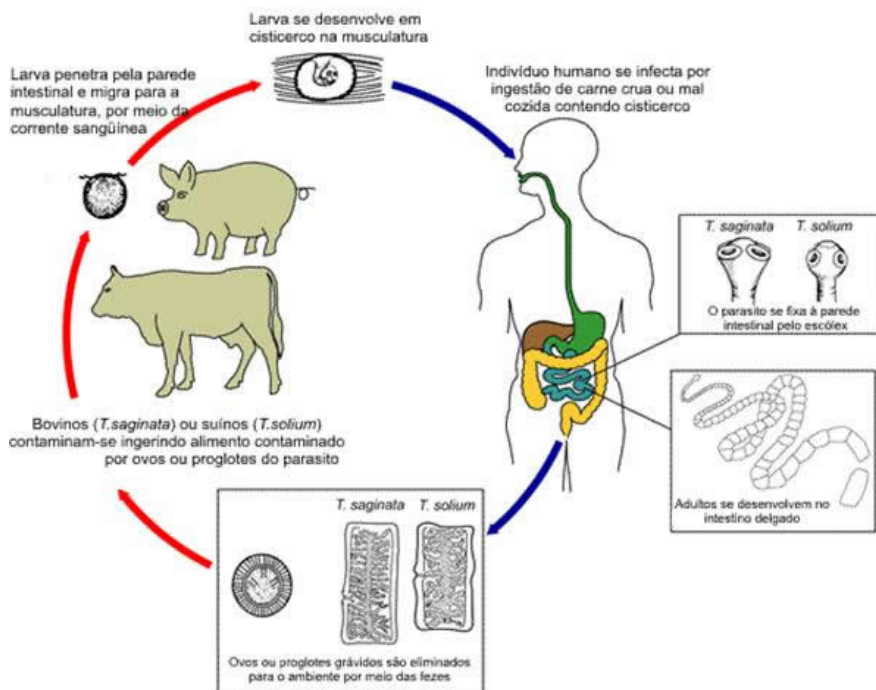 Larva se desenvolve em
cisticerco na musculatura
Larva penetra pela parede
intestinal e migra para a
musculatura, por meio da
corrente sangüínea
Indivíduo humano se infecta por
ingestão de carne crua ou mal
cozida contendo cisticerco
T. saginata T. solium
O parasito se fixa à parede
intestinal pelo escólex
Adultos se desenvolvem no
intestino delgado
Bovinos (T.saginata) ou suínos (T.solium)
contaminam-se ingerindo alimento contaminado
por ovos ou proglotes do parasito
T. saginata T. solium
Ovos ou proglotes grávidos são eliminados
para o ambiente por meio das fezes